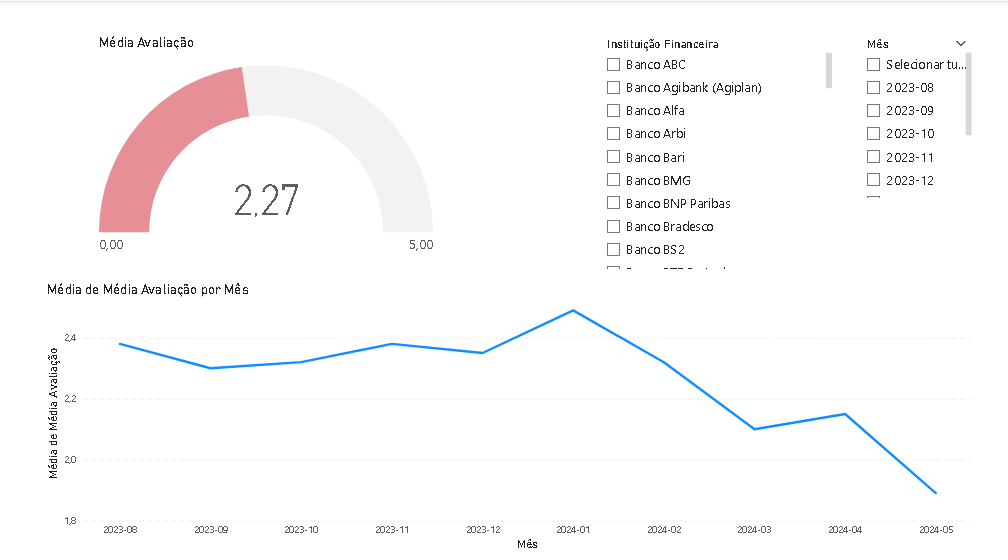 Média Avaliação
2,27
0,00
5,00
Instituição Financeira
Banco ABC
Banco Agibank (Agiplan)
Banco Alfa
Banco Arbi
Banco Bari
Banco BMG
Banco BNP Paribas
Banco Bradesco
Banco BS2
Mês
Selecionar tu...
2023-08
2023-09
2023-10
2023-11
2023-12
Média de Média Avaliação por Mês
Média de Média Avaliação
2,4
2,2
2,0
1,8
2023-08 2023-09 2023-10 2023-11 2023-12 2024-01 2024-02 2024-03 2024-04 2024-05
Mês